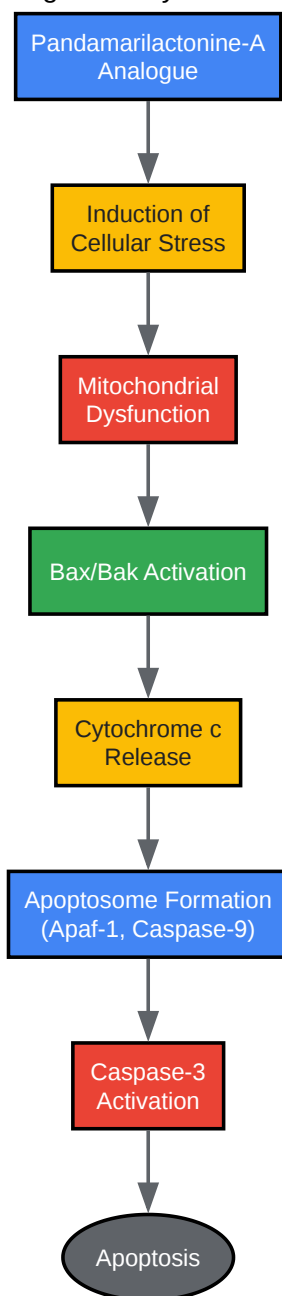 Pandamarilactonine-A
Analogue
Induction of
Cellular Stress
Mitochondrial
Dysfunction
Bax/Bak Activation
Cytochrome c
Release
Apoptosome Formation
(Apaf-1, Caspase-9)
Caspase-3
Activation
Apoptosis